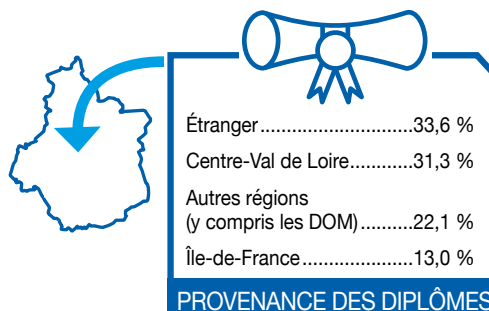 Étranger..............................33,6 %
Centre-Val de Loire.............31,3 %
Autres régions
(y compris les DOM)..........22,1 %
Île-de-France......................13,0 %
PROVENANCE DES DIPLÔMES